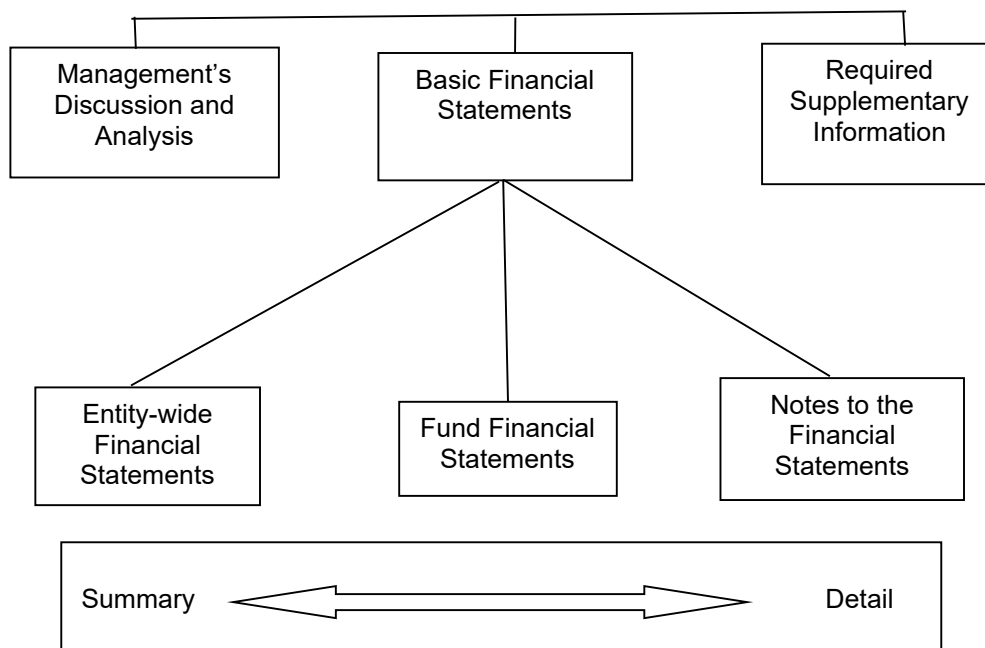 Management’s
Discussion and
Analysis
Basic Financial
Statements
Required
Supplementary
Information
Entity-wide
Financial
Statements
Fund Financial
Statements
Notes to the
Financial
Statements
Summary
Detail